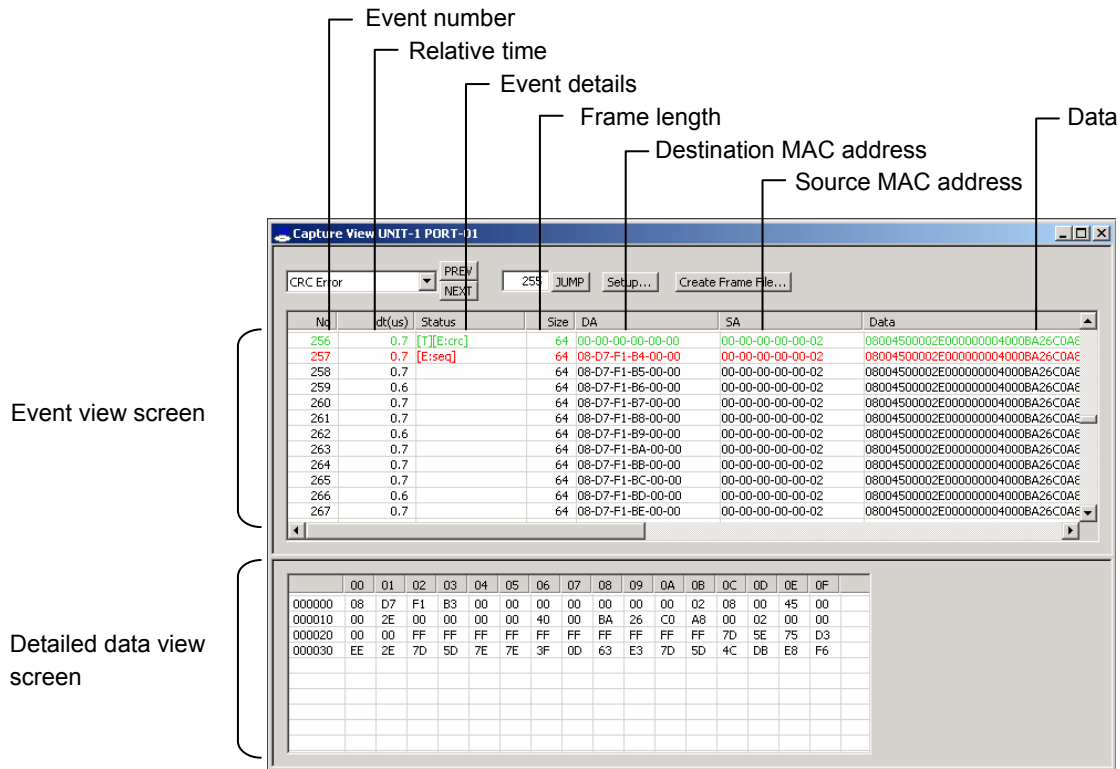 Event number
Relative time
Event details
Frame length
Data
Destination MAC address
Source MAC address
Capture View UNIT-1 PORT-01
CRC Error PREV NEXT 255 JUMP Setup... Create Frame File...
No dt(us) Status Size DA SA Data
256 0.7 [T][E:crc] 64 00-00-00-00-00-00 00-00-00-00-00-02 08004500002E000000004000BA26C0A8
257 0.7 [E:seq] 64 08-D7-F1-B4-00-00 00-00-00-00-00-02 08004500002E000000004000BA26C0A8
258 0.7 64 08-D7-F1-B5-00-00 00-00-00-00-00-02 08004500002E000000004000BA26C0A8
259 0.6 64 08-D7-F1-B6-00-00 00-00-00-00-00-02 08004500002E000000004000BA26C0A8
260 0.7 64 08-D7-F1-B7-00-00 00-00-00-00-00-02 08004500002E000000004000BA26C0A8
261 0.7 64 08-D7-F1-B8-00-00 00-00-00-00-00-02 08004500002E000000004000BA26C0A8
262 0.6 64 08-D7-F1-B9-00-00 00-00-00-00-00-02 08004500002E000000004000BA26C0A8
263 0.7 64 08-D7-F1-BA-00-00 00-00-00-00-00-02 08004500002E000000004000BA26C0A8
264 0.7 64 08-D7-F1-BB-00-00 00-00-00-00-00-02 08004500002E000000004000BA26C0A8
265 0.7 64 08-D7-F1-BC-00-00 00-00-00-00-00-02 08004500002E000000004000BA26C0A8
266 0.6 64 08-D7-F1-BD-00-00 00-00-00-00-00-02 08004500002E000000004000BA26C0A8
267 0.7 64 08-D7-F1-BE-00-00 00-00-00-00-00-02 08004500002E000000004000BA26C0A8
Event view screen
00 01 02 03 04 05 06 07 08 09 0A 0B 0C 0D 0E 0F
000000 08 D7 F1 B3 00 00 00 00 00 00 00 02 08 00 45 00
000010 00 2E 00 00 00 00 40 00 BA 26 C0 A8 00 02 00 00
000020 00 00 FF FF FF FF FF FF FF FF FF FF 7D 5E 75 D3
000030 EE 2E 7D 5D 7E 7E 3F 0D 63 E3 7D 5D 4C DB E8 F6
Detailed data view
screen